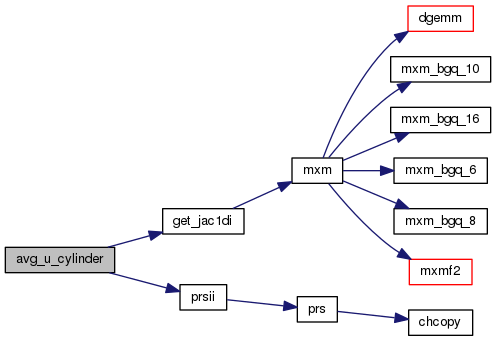 dgemm
mxm_bgq_10
mxm_bgq_16
mxm
mxm_bgq_6
get_jac1di
mxm_bgq_8
avg_u_cylinder
mxmf2
prsii
prs
chcopy